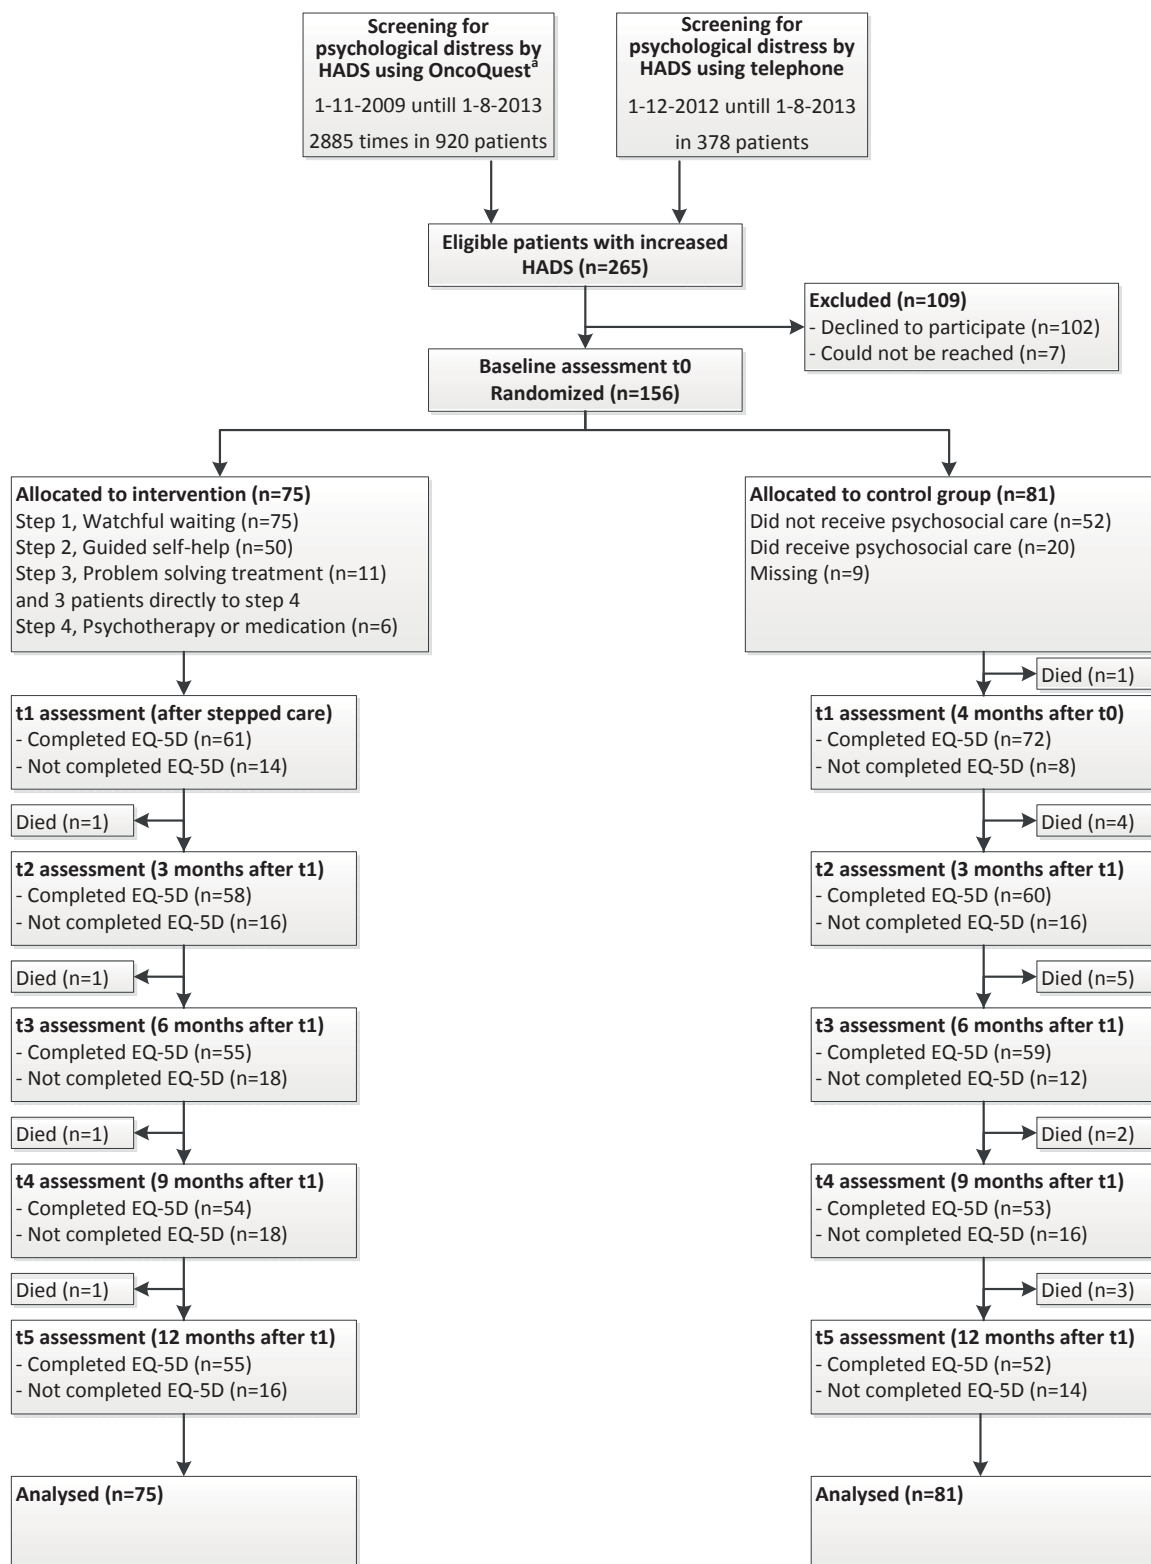 Screening for
psychological distress by
HADS using OncoQuestª
1-11-2009 untill 1-8-2013
2885 times in 920 patients
Screening for
psychological distress by
HADS using telephone
1-12-2012 untill 1-8-2013
in 378 patients
Eligible patients with increased
HADS (n=265)
Excluded (n=109)
- Declined to participate (n=102)
- Could not be reached (n=7)
Baseline assessment t0
Randomized (n=156)
Allocated to intervention (n=75)
Step 1, Watchful waiting (n=75)
Step 2, Guided self-help (n=50)
Step 3, Problem solving treatment (n=11)
and 3 patients directly to step 4
Step 4, Psychotherapy or medication (n=6)
Allocated to control group (n=81)
Did not receive psychosocial care (n=52)
Did receive psychosocial care (n=20)
Missing (n=9)
Died (n=1)
t1 assessment (after stepped care)
- Completed EQ-5D (n=61)
- Not completed EQ-5D (n=14)
t1 assessment (4 months after t0)
- Completed EQ-5D (n=72)
- Not completed EQ-5D (n=8)
Died (n=1)
Died (n=4)
t2 assessment (3 months after t1)
- Completed EQ-5D (n=58)
- Not completed EQ-5D (n=16)
t2 assessment (3 months after t1)
- Completed EQ-5D (n=60)
- Not completed EQ-5D (n=16)
Died (n=1)
Died (n=5)
t3 assessment (6 months after t1)
- Completed EQ-5D (n=55)
- Not completed EQ-5D (n=18)
t3 assessment (6 months after t1)
- Completed EQ-5D (n=59)
- Not completed EQ-5D (n=12)
Died (n=1)
Died (n=2)
t4 assessment (9 months after t1)
- Completed EQ-5D (n=54)
- Not completed EQ-5D (n=18)
t4 assessment (9 months after t1)
- Completed EQ-5D (n=53)
- Not completed EQ-5D (n=16)
Died (n=1)
Died (n=3)
t5 assessment (12 months after t1)
- Completed EQ-5D (n=55)
- Not completed EQ-5D (n=16)
t5 assessment (12 months after t1)
- Completed EQ-5D (n=52)
- Not completed EQ-5D (n=14)
Analysed (n=75)
Analysed (n=81)